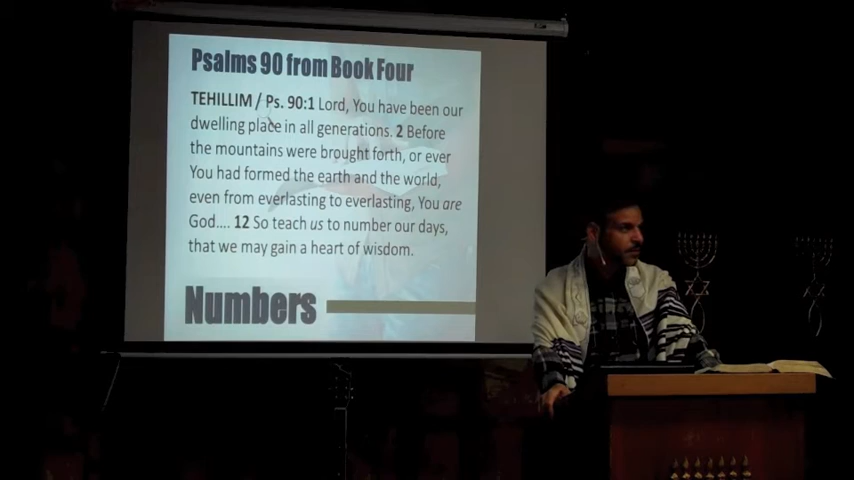 Psalms 90 from Book Four
TEHILLIM / Ps. 90:1 Lord, You have been our
dwelling place in all generations. 2 Before
the mountains were brought forth, or ever
You had formed the earth and the world,
even from everlasting to everlasting, You are
God.... 12 So teach us to number our days,
that we may gain a heart of wisdom.
Numbers